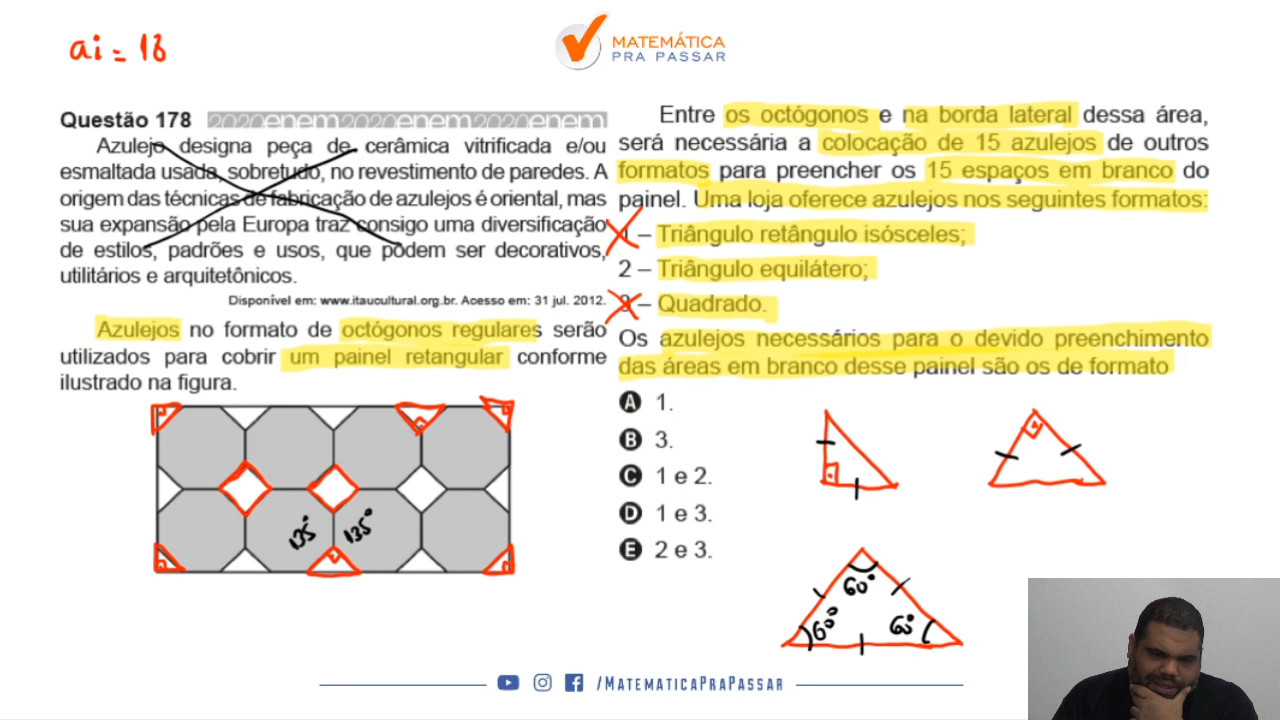 ai = 18
MATEMÁTICA
PRA PASSAR
Questão 178 2020enem2020enem2020enem
Azulejo designa peça de cerâmica vitrificada e/ou
esmaltada usada, sobretudo, no revestimento de paredes. A
origem das técnicas de fabricação de azulejos é oriental, mas
sua expansão pela Europa traz consigo uma diversificação
de estilos, padrões e usos, que podem ser decorativos,
utilitários e arquitetônicos.
Disponível em: www.itaucultural.org.br. Acesso em: 31 jul. 2012.
Azulejos no formato de octógonos regulares serão
utilizados para cobrir um painel retangular conforme
ilustrado na figura.
135°
135°
Entre os octógonos e na borda lateral dessa área,
será necessária a colocação de 15 azulejos de outros
formatos para preencher os 15 espaços em branco do
painel. Uma loja oferece azulejos nos seguintes formatos:
1 – Triângulo retângulo isósceles;
2 – Triângulo equilátero;
3 – Quadrado.
Os azulejos necessários para o devido preenchimento
das áreas em branco desse painel são os de formato
A 1.
B 3.
C 1 e 2.
D 1 e 3.
E 2 e 3.
60°
60°
60°
/MatematicaPraPassar